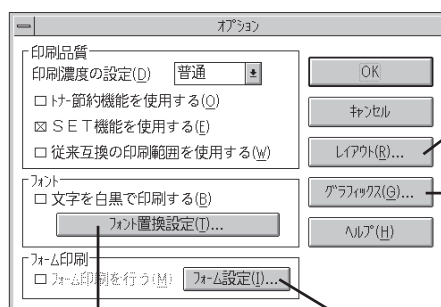 オプション
印刷品質
印刷濃度の設定(D) 普通
トナー節約機能を使用する(O)
SET機能を使用する(E)
従来互換の印刷範囲を使用する(W)
フォント
文字を白黒で印刷する(B)
フォント置換設定(T)...
フォーム印刷
フォーム印刷を行う(M) フォーム設定(I)...
OK
キャンセル
レイアウト(R)...
グラフィックス(G)...
ヘルプ(H)